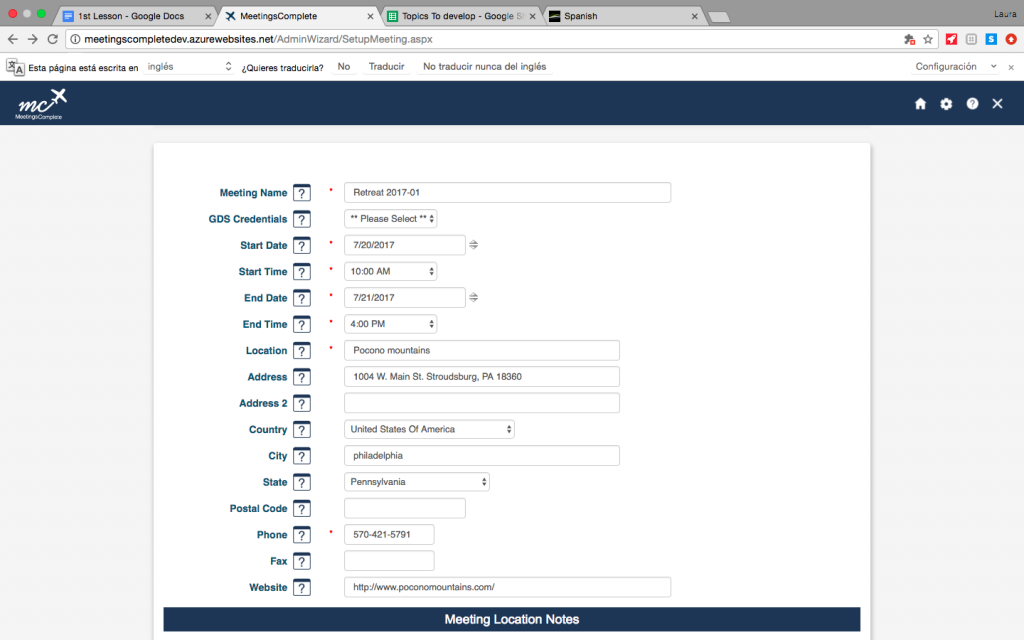 1st Lesson - Google Docs
MeetingsComplete
Topics To develop - Google
Spanish
Laura
meetingscompletedev.azurewebsites.net/AdminWizard/SetupMeeting.aspx
Esta página está escrita en inglés ¿Quieres traducirla? No Traducir No traducir nunca del inglés Configuración
mc
MeetingsComplete
Meeting Name ? * Retreat 2017-01
GDS Credentials ? ** Please Select **
Start Date ? * 7/20/2017
Start Time ? * 10:00 AM
End Date ? * 7/21/2017
End Time ? * 4:00 PM
Location ? * Pocono mountains
Address ? 1004 W. Main St. Stroudsburg, PA 18360
Address 2 ?
Country ? United States Of America
City ? philadelphia
State ? Pennsylvania
Postal Code ?
Phone ? * 570-421-5791
Fax ?
Website ? http://www.poconomountains.com/
Meeting Location Notes